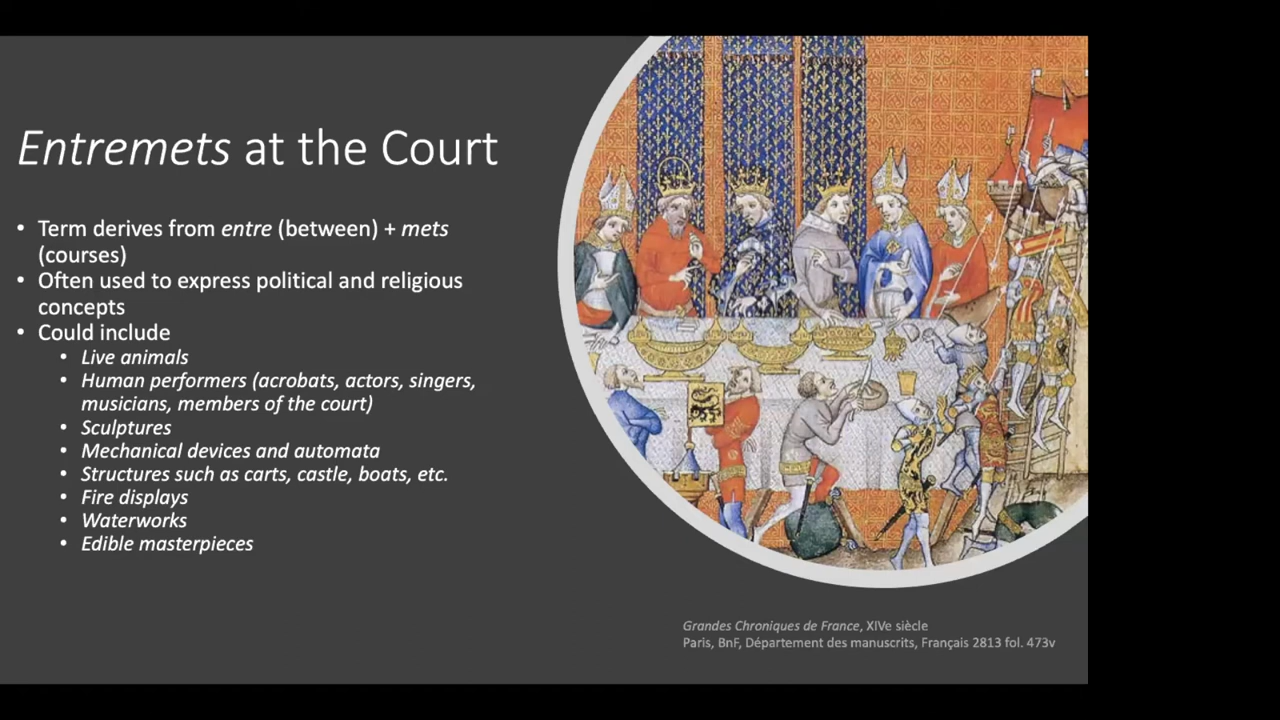 Entremets at the Court
• Term derives from entre (between) + mets
(courses)
• Often used to express political and religious
concepts
• Could include
• Live animals
• Human performers (acrobats, actors, singers,
musicians, members of the court)
• Sculptures
• Mechanical devices and automata
• Structures such as carts, castle, boats, etc.
• Fire displays
• Waterworks
• Edible masterpieces
Grandes Chroniques de France, XIVe siècle
Paris, BnF, Département des manuscrits, Français 2813 fol. 473v